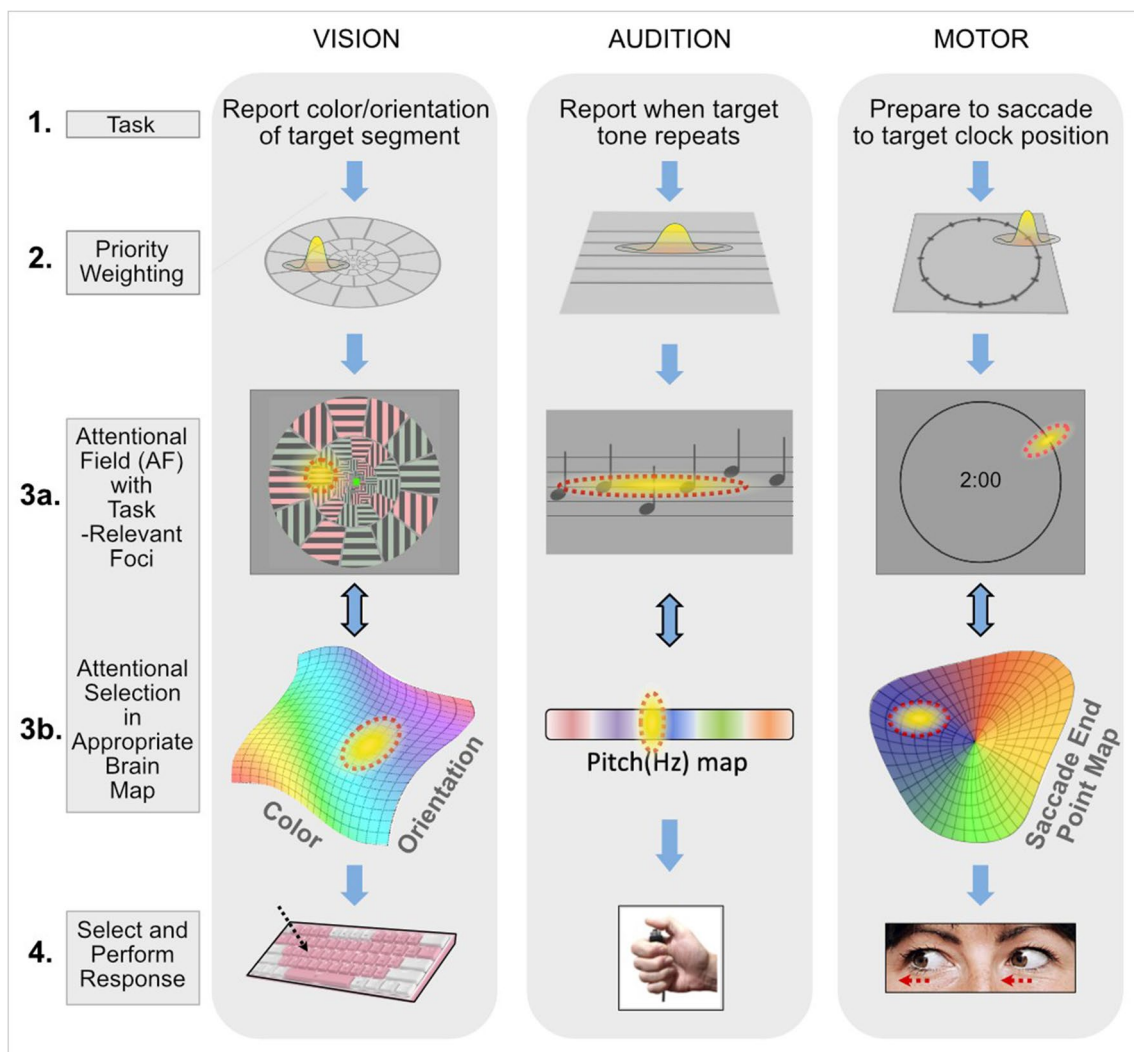 VISION
AUDITION
MOTOR
1.
Task
Report color/orientation
of target segment
Report when target
tone repeats
Prepare to saccade
to target clock position
2.
Priority
Weighting
3a.
Attentional
Field (AF)
with
Task
-Relevant
Foci
2:00
3b.
Attentional
Selection
in
Appropriate
Brain
Map
Color
Orientation
Pitch(Hz) map
Saccade End
Point Map
4.
Select and
Perform
Response